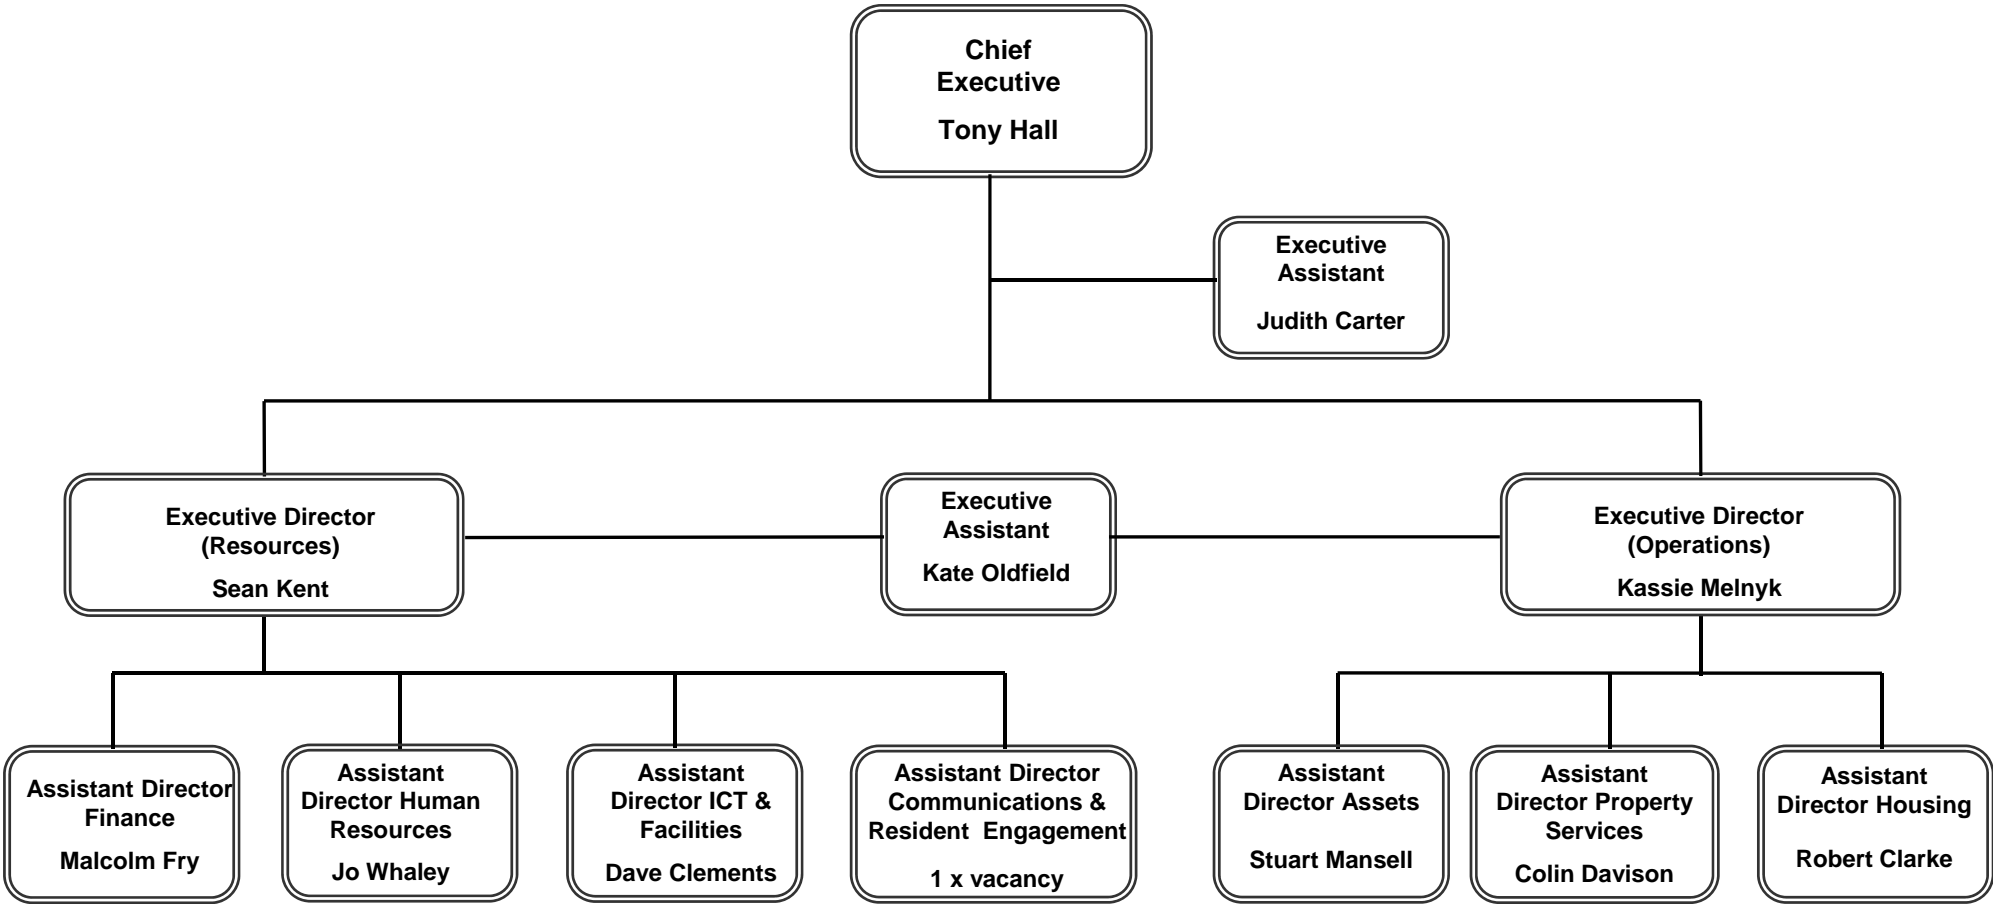 Chief
Executive
Tony Hall
Executive
Assistant
Judith Carter
Executive Director
(Resources)
Sean Kent
Executive
Assistant
Kate Oldfield
Executive Director
(Operations)
Kassie Melnyk
Assistant Director
Finance
Malcolm Fry
Assistant
Director Human
Resources
Jo Whaley
Assistant
Director ICT &
Facilities
Dave Clements
Assistant Director
Communications &
Resident Engagement
1 x vacancy
Assistant
Director Assets
Stuart Mansell
Assistant
Director Property
Services
Colin Davison
Assistant
Director Housing
Robert Clarke